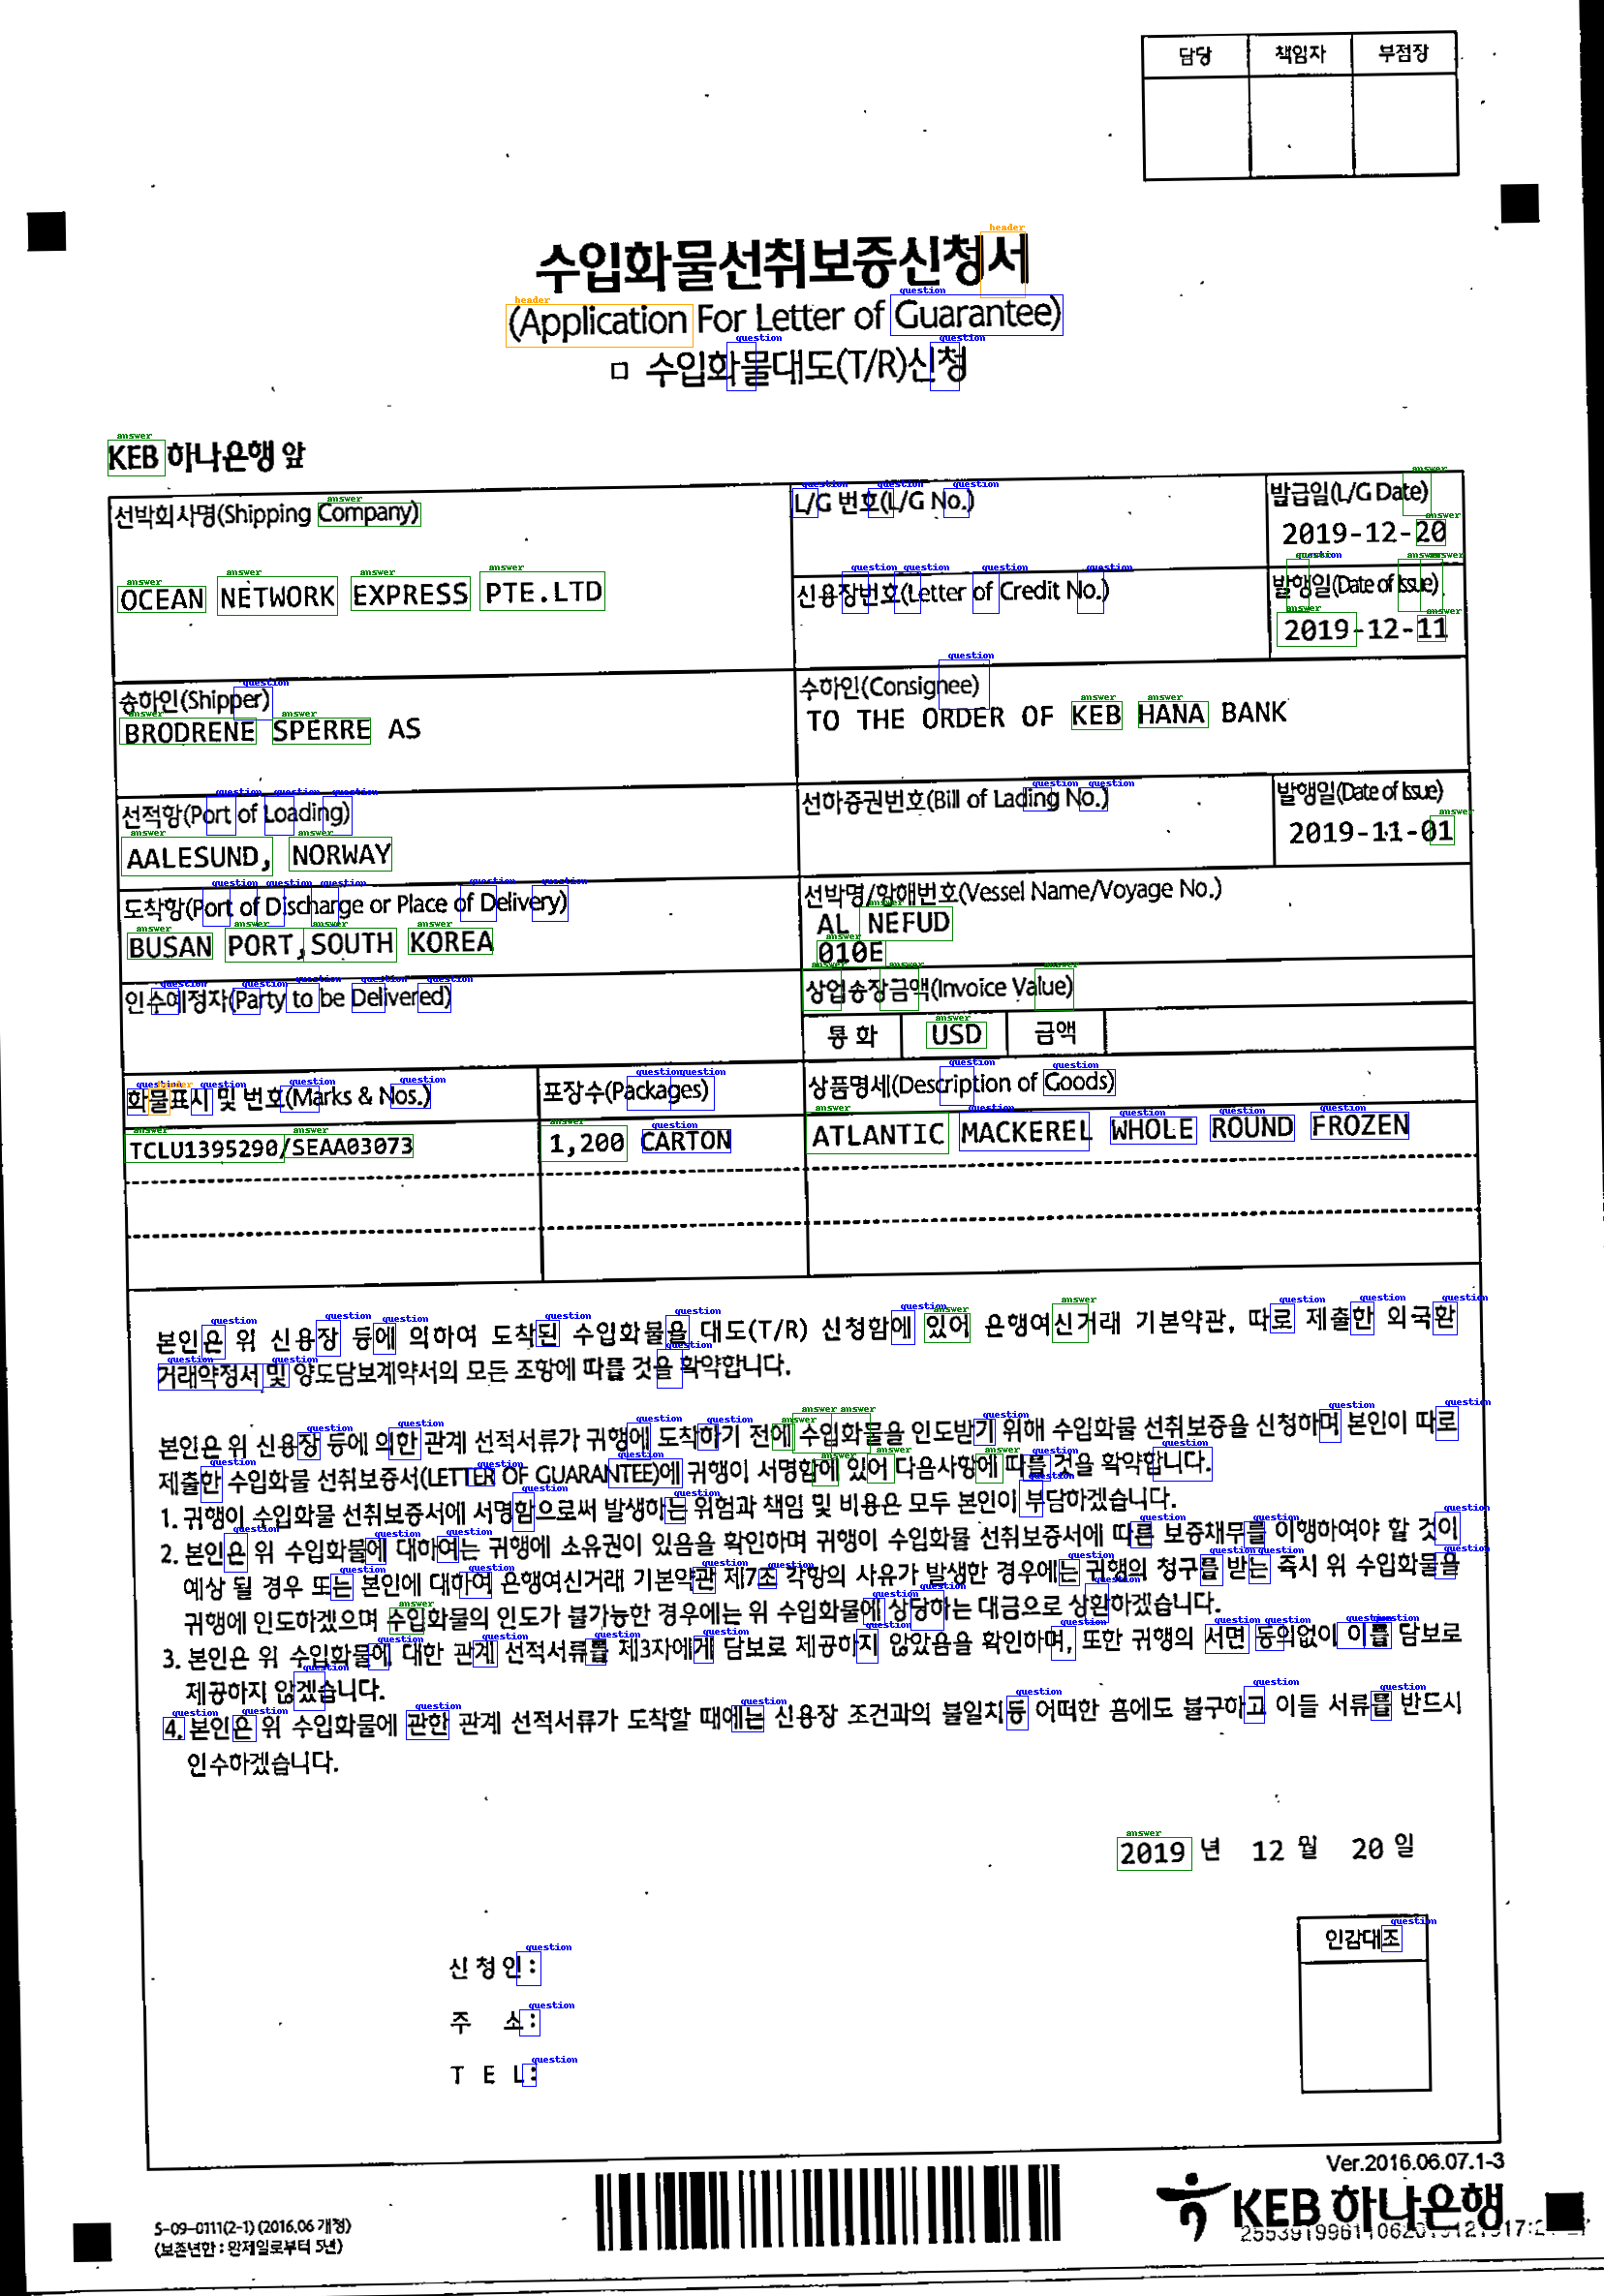 담당 책임자 부점장
수입화물선취보증신청서
(Application For Letter of Guarantee)
□ 수입화물대도(T/R)신청
KEB 하나은행 앞
선박회사명(Shipping Company)
OCEAN NETWORK EXPRESS PTE.LTD
L/G 번호(L/G No.)
발급일(L/G Date)
2019-12-20
신용장번호(Letter of Credit No.)
발행일(Date of Issue)
2019-12-11
송하인(Shipper)
BRODRENE SPERRE AS
수하인(Consignee)
TO THE ORDER OF KEB HANA BANK
선적항(Port of Loading)
AALESUND, NORWAY
선하증권번호(Bill of Lading No.)
발행일(Date of Issue)
2019-11-01
도착항(Port of Discharge or Place of Delivery)
BUSAN PORT, SOUTH KOREA
선박명/항해번호(Vessel Name/Voyage No.)
AL NEFUD
010E
인수예정자(Party to be Delivered)
상업송장금액(Invoice Value)
통 화 USD 금액
화물표시 및 번호(Marks & Nos.) 포장수(Packages) 상품명세(Description of Goods)
TCLU1395290/SEAA03073 1,200 CARTON ATLANTIC MACKEREL WHOLE ROUND FROZEN
본인은 위 신용장 등에 의하여 도착된 수입화물을 대도(T/R) 신청함에 있어 은행여신거래 기본약관, 따로 제출한 외국환
거래약정서 및 양도담보계약서의 모든 조항에 따를 것을 확약합니다.
본인은 위 신용장 등에 의한 관계 선적서류가 귀행에 도착하기 전에 수입화물을 인도받기 위해 수입화물 선취보증을 신청하며 본인이 따로
제출한 수입화물 선취보증서(LETTER OF GUARANTEE)에 귀행이 서명함에 있어 다음사항에 따를 것을 확약합니다.
1. 귀행이 수입화물 선취보증서에 서명함으로써 발생하는 위험과 책임 및 비용은 모두 본인이 부담하겠습니다.
2. 본인은 위 수입화물에 대하여는 귀행에 소유권이 있음을 확인하며 귀행이 수입화물 선취보증서에 따른 보증채무를 이행하여야 할 것이
예상 될 경우 또는 본인에 대하여 은행여신거래 기본약관 제7조 각항의 사유가 발생한 경우에는 귀행의 청구를 받는 즉시 위 수입화물을
귀행에 인도하겠으며 수입화물의 인도가 불가능한 경우에는 위 수입화물에 상당하는 대금으로 상환하겠습니다.
3. 본인은 위 수입화물에 대한 관계 선적서류를 제3자에게 담보로 제공하지 않았음을 확인하며, 또한 귀행의 서면 동의없이 이를 담보로
제공하지 않겠습니다.
4. 본인은 위 수입화물에 관한 관계 선적서류가 도착할 때에는 신용장 조건과의 불일치등 어떠한 흠에도 불구하고 이들 서류를 반드시
인수하겠습니다.
2019 년 12 월 20 일
인감대조
신 청 인 :
주 소 :
T E L :
Ver.2016.06.07.1-3
KEB 하나은행
S-09-0111(2-1) (2016.06 개정)
(보존년한 : 완제일로부터 5년)